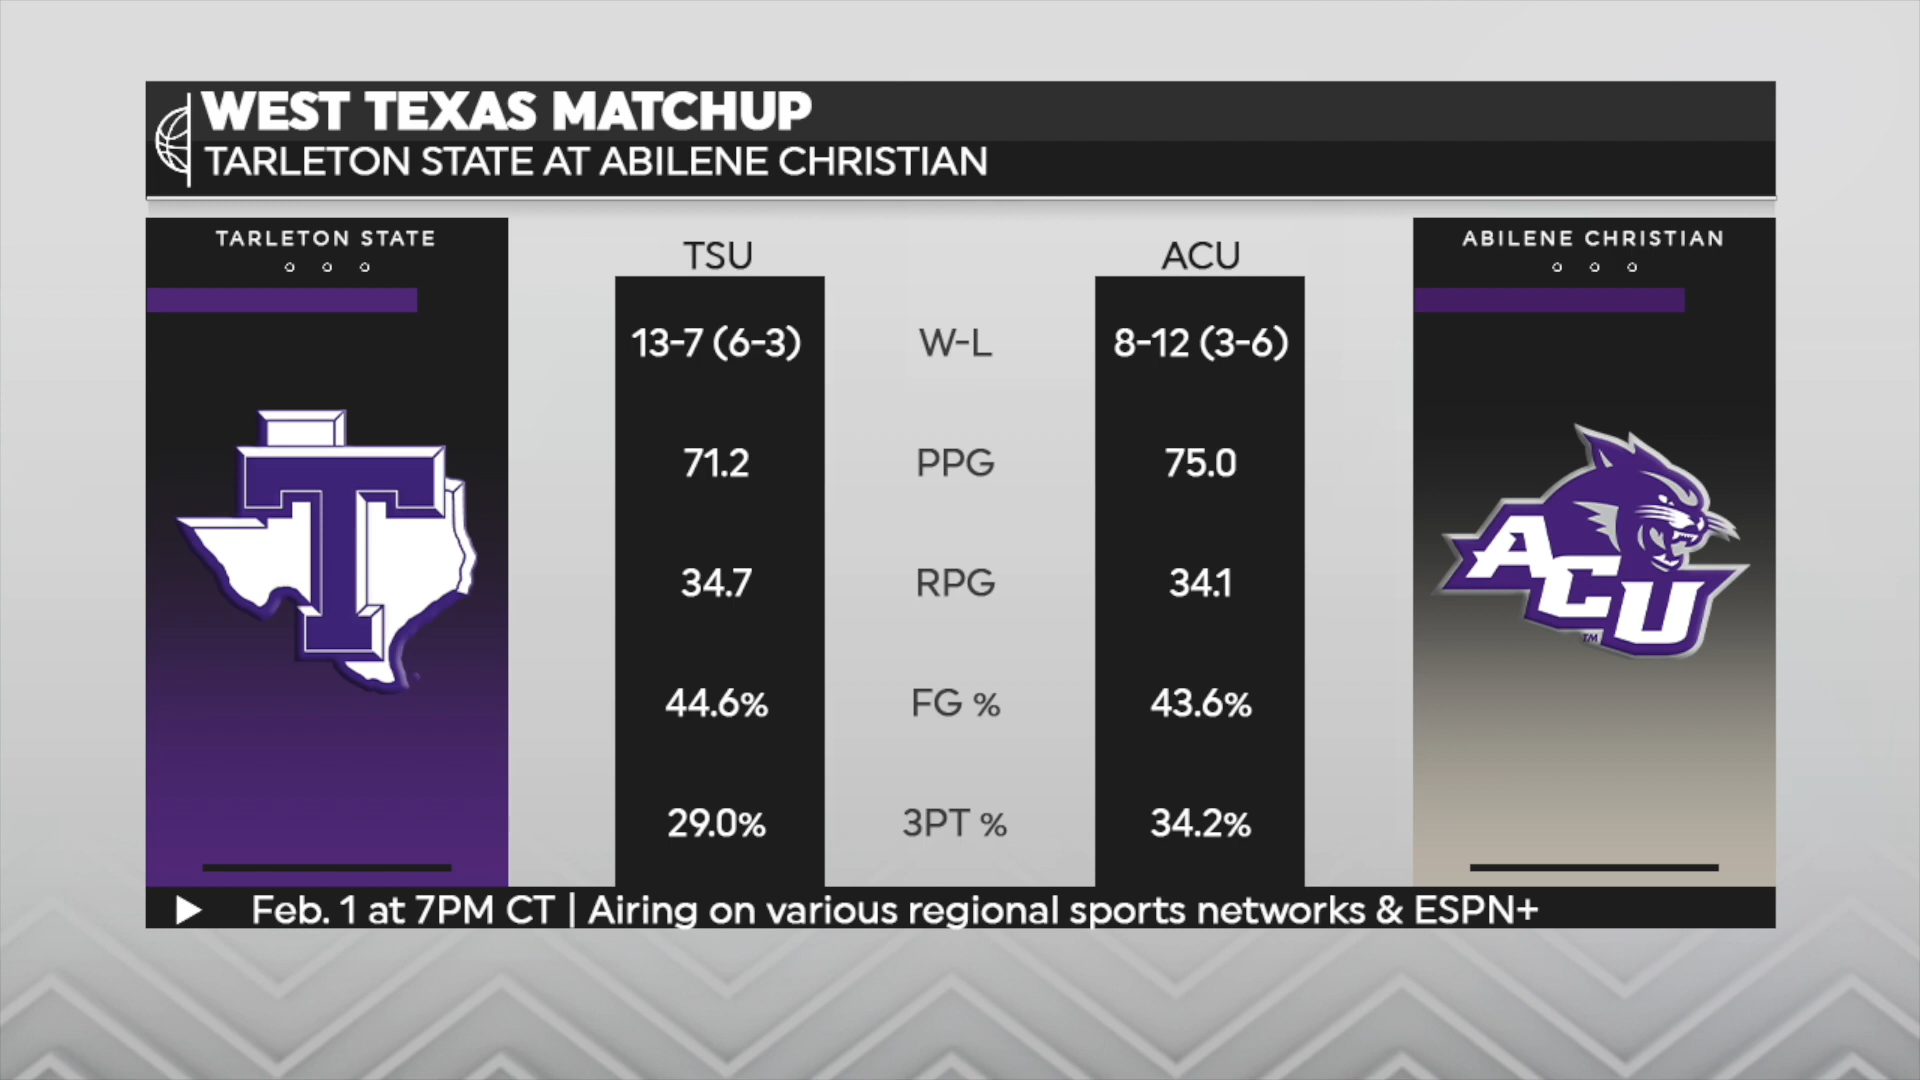 WEST TEXAS MATCHUP
TARLETON STATE AT ABILENE CHRISTIAN
TARLETON STATE
TSU
ACU
ABILENE CHRISTIAN
13-7 (6-3) W-L 8-12 (3-6)
71.2 PPG 75.0
34.7 RPG 34.1
44.6% FG % 43.6%
29.0% 3PT % 34.2%
T
ACU
TM
Feb. 1 at 7PM CT | Airing on various regional sports networks & ESPN+